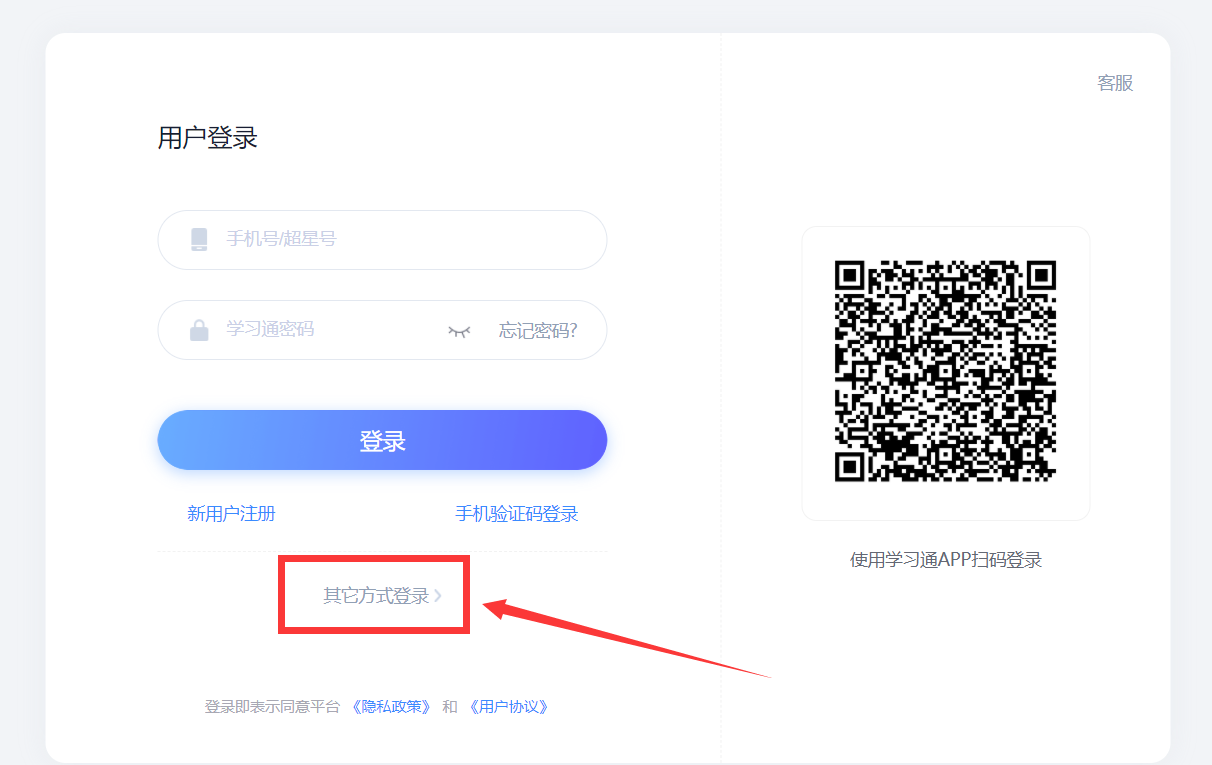 客服
用户登录
手机号/超星号
学习通密码
忘记密码?
登录
新用户注册
手机验证码登录
其它方式登录
使用学习通APP扫码登录
登录即表示同意平台 《隐私政策》 和 《用户协议》